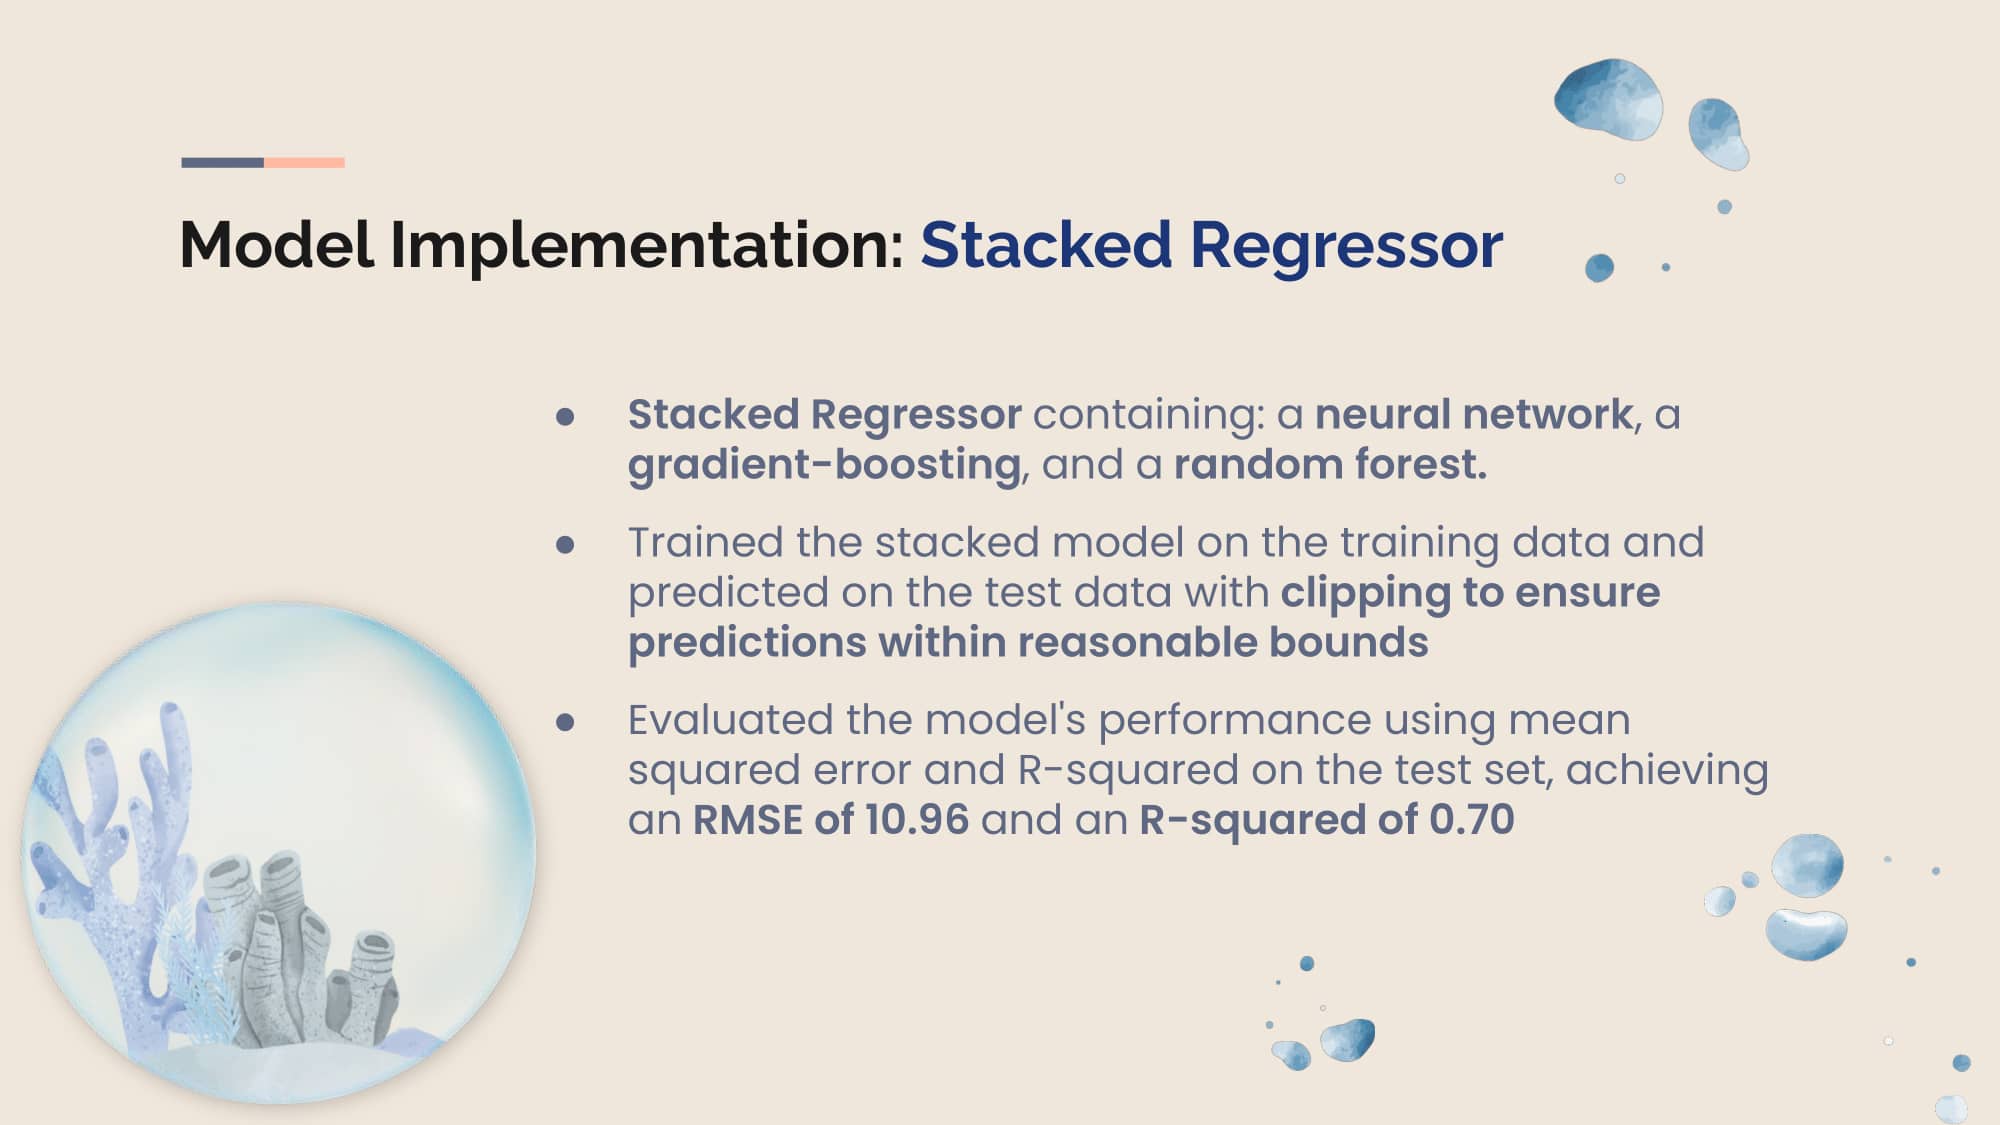 Model Implementation: Stacked Regressor
● Stacked Regressor containing: a neural network, a
gradient-boosting, and a random forest.
● Trained the stacked model on the training data and
predicted on the test data with clipping to ensure
predictions within reasonable bounds
● Evaluated the model's performance using mean
squared error and R-squared on the test set, achieving
an RMSE of 10.96 and an R-squared of 0.70